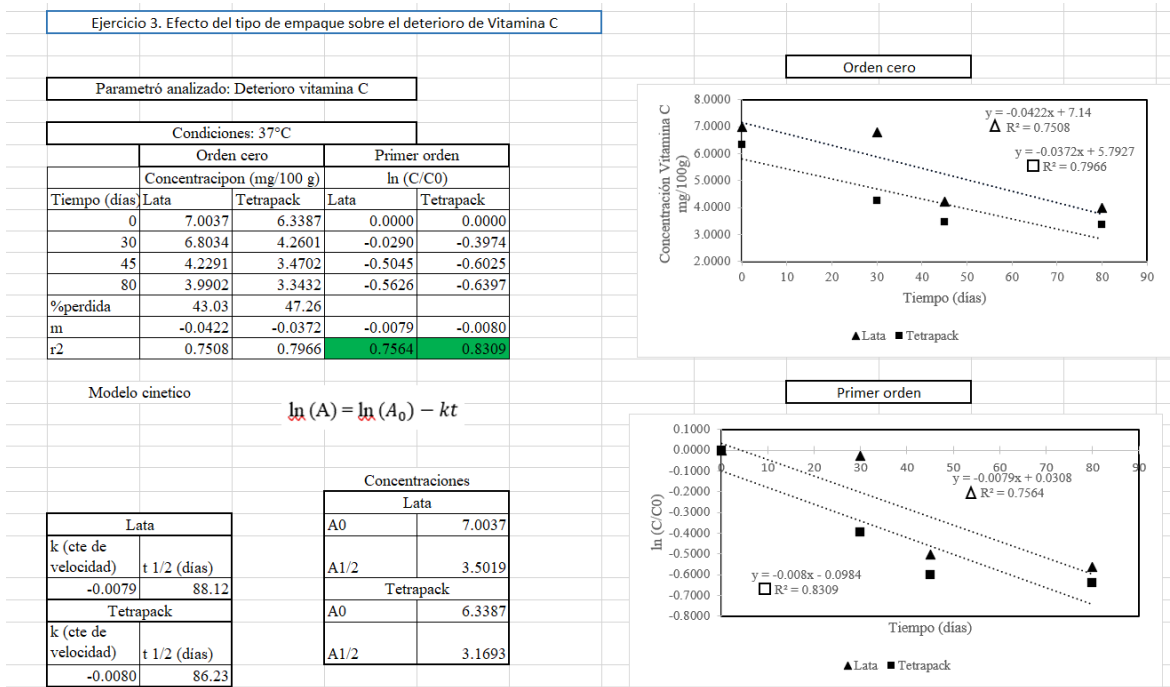 Ejercicio 3. Efecto del tipo de empaque sobre el deterioro de Vitamina C
Parametró analizado: Deterioro vitamina C
Condiciones: 37°C
Orden cero Primer orden
Concentracipon (mg/100 g) ln (C/C0)
Tiempo (días) Lata Tetrapack Lata Tetrapack
0 7.0037 6.3387 0.0000 0.0000
30 6.8034 4.2601 -0.0290 -0.3974
45 4.2291 3.4702 -0.5045 -0.6025
80 3.9902 3.3432 -0.5626 -0.6397
%perdida 43.03 47.26
m -0.0422 -0.0372 -0.0079 -0.0080
r2 0.7508 0.7966 0.7564 0.8309
Modelo cinetico
ln (A) = ln (A₀) − kt
Lata
k (cte de
velocidad) t 1/2 (días)
-0.0079 88.12
Tetrapack
k (cte de
velocidad) t 1/2 (días)
-0.0080 86.23
Concentraciones
Lata
A0 7.0037
A1/2 3.5019
Tetrapack
A0 6.3387
A1/2 3.1693
Orden cero
Concentración Vitamina C
mg/100g)
8.0000
7.0000
6.0000
5.0000
4.0000
3.0000
2.0000
y = -0.0422x + 7.14
R² = 0.7508
y = -0.0372x + 5.7927
R² = 0.7966
0 10 20 30 40 50 60 70 80 90
Tiempo (días)
Lata Tetrapack
Primer orden
ln (C/C0)
0.1000
0.0000
-0.1000
-0.2000
-0.3000
-0.4000
-0.5000
-0.6000
-0.7000
-0.8000
0 10 20 30 40 50 60 70 80 90
y = -0.0079x + 0.0308
R² = 0.7564
y = -0.008x - 0.0984
R² = 0.8309
Tiempo (días)
Lata Tetrapack